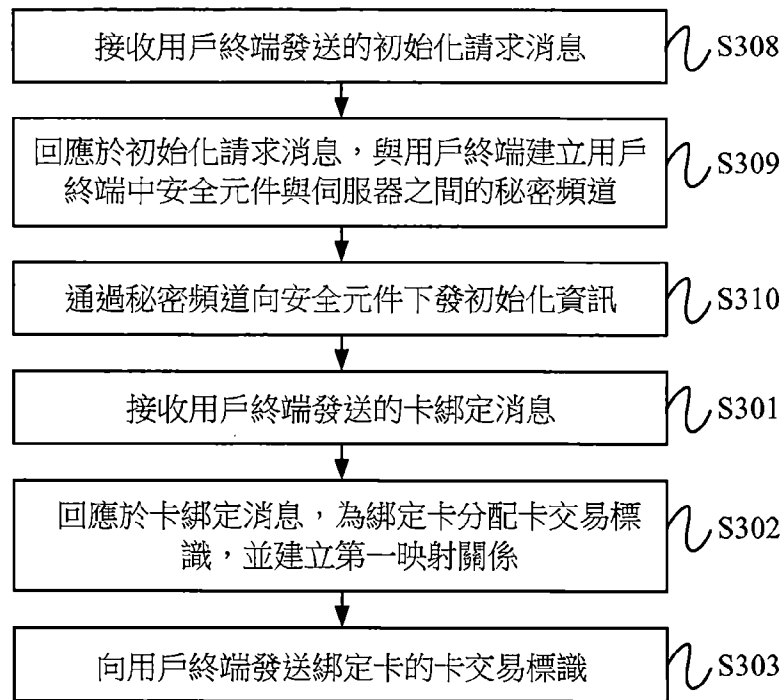 接收用戶終端發送的初始化請求消息
S308
回應於初始化請求消息,與用戶終端建立用戶
終端中安全元件與伺服器之間的秘密頻道
S309
通過秘密頻道向安全元件下發初始化資訊
S310
接收用戶終端發送的卡綁定消息
S301
回應於卡綁定消息,為綁定卡分配卡交易標
識,並建立第一映射關係
S302
向用戶終端發送綁定卡的卡交易標識
S303